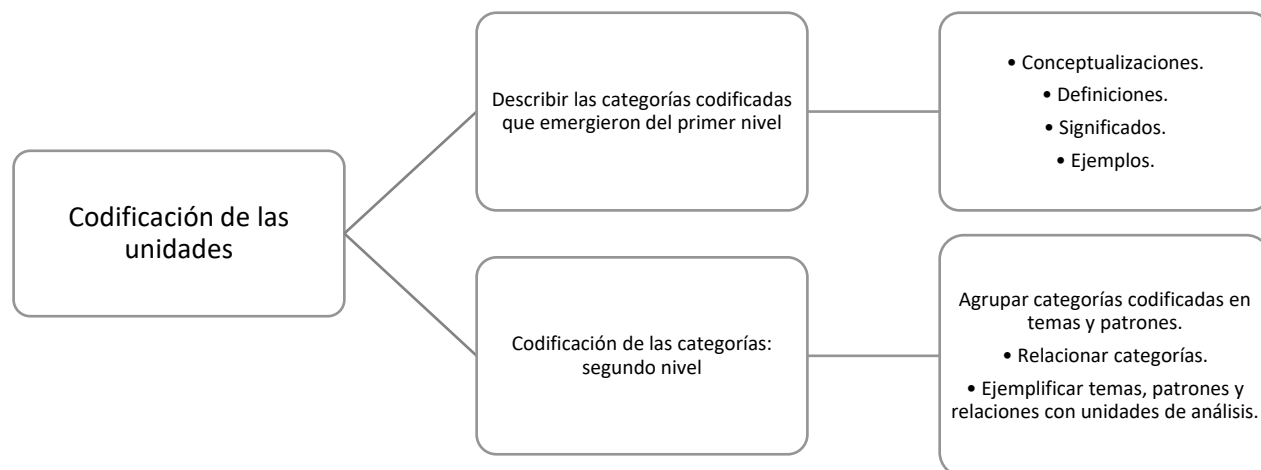 Codificación de las
unidades
Describir las categorías codificadas
que emergieron del primer nivel
• Conceptualizaciones.
• Definiciones.
• Significados.
• Ejemplos.
Codificación de las categorías:
segundo nivel
Agrupar categorías codificadas en
temas y patrones.
• Relacionar categorías.
• Ejemplificar temas, patrones y
relaciones con unidades de análisis.